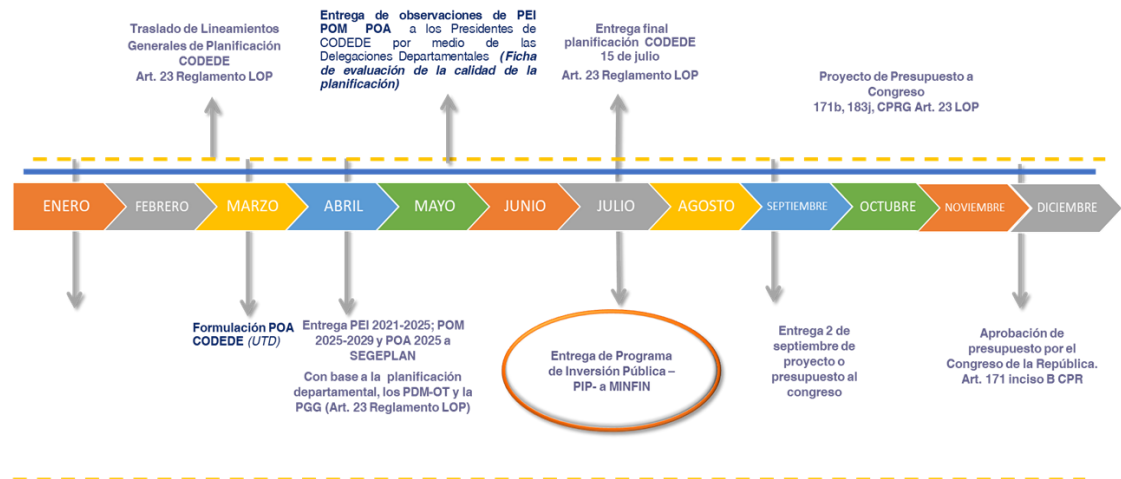 Traslado de Lineamientos
Generales de Planificación
CODEDE
Art. 23 Reglamento LOP
Entrega de observaciones de PEI
POM POA a los Presidentes de
CODEDE por medio de las
Delegaciones Departamentales (Ficha
de evaluación de la calidad de la
planificación)
Entrega final
planificación CODEDE
15 de julio
Art. 23 Reglamento LOP
Proyecto de Presupuesto a
Congreso
171b, 183j, CPRG Art. 23 LOP
ENERO
FEBRERO
MARZO
ABRIL
MAYO
JUNIO
JULIO
AGOSTO
SEPTIEMBRE
OCTUBRE
NOVIEMBRE
DICIEMBRE
Formulación POA
CODEDE (UTD)
Entrega PEI 2021-2025; POM
2025-2029 y POA 2025 a
SEGEPLAN
Con base a la planificación
departamental, los PDM-OT y la
PGG (Art. 23 Reglamento LOP)
Entrega de Programa
de Inversión Pública –
PIP- a MINFIN
Entrega 2 de
septiembre de
proyecto o
presupuesto al
congreso
Aprobación de
presupuesto por el
Congreso de la República.
Art. 171 inciso B CPR